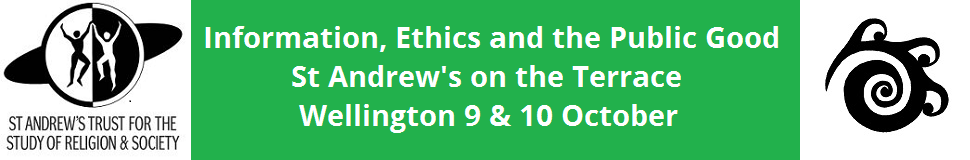 ST ANDREW'S TRUST FOR THE
STUDY OF RELIGION & SOCIETY
Information, Ethics and the Public Good
St Andrew's on the Terrace
Wellington 9 & 10 October